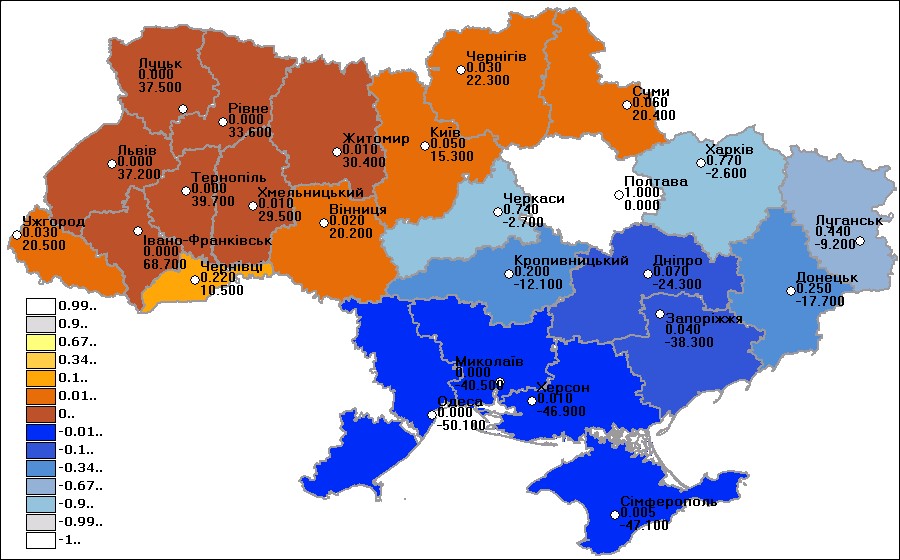 Луцьк
0.000
37.500
Рівне
0.000
33.600
Чернігів
0.030
22.300
Суми
0.060
20.400
Житомир
0.010
30.400
Київ
0.050
15.300
Харків
0.770
-2.600
Львів
0.000
37.200
Тернопіль
0.000
39.700
Хмельницький
0.010
29.500
Вінниця
0.020
20.200
Черкаси
0.740
-2.700
Полтава
1.000
0.000
Ужгород
0.030
20.500
Івано-Франківськ
0.000
68.700
Чернівці
0.220
10.500
Кропивницький
0.200
-12.100
Дніпро
0.070
-24.300
Луганськ
0.440
-9.200
Донецьк
0.250
-17.700
Запоріжжя
0.040
-38.300
Миколаїв
0.000
-40.500
Херсон
0.010
-46.900
Одеса
0.000
-50.100
Сімферополь
0.005
-47.100
0.99..
0.9..
0.67..
0.34..
0.1..
0.01..
0..
-0.01..
-0.1..
-0.34..
-0.67..
-0.9..
-0.99..
-1..